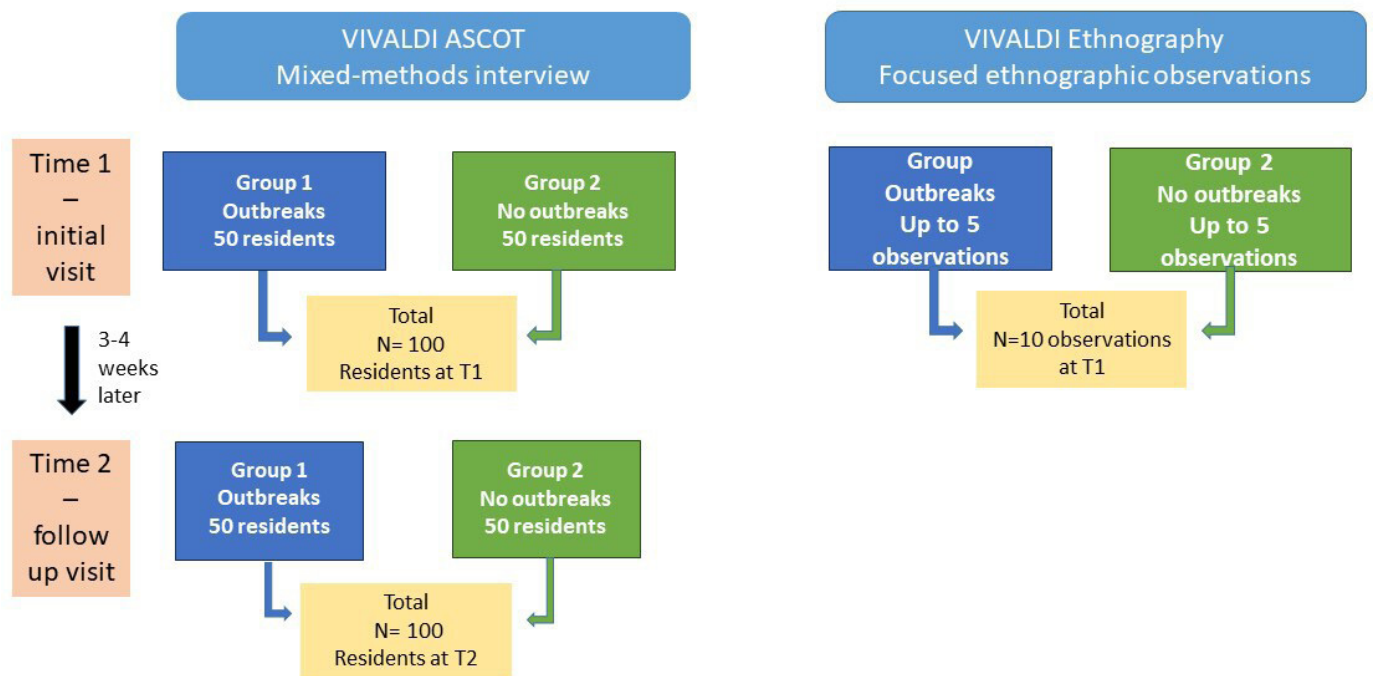 VIVALDI ASCOT
Mixed-methods interview
VIVALDI Ethnography
Focused ethnographic observations
Time 1
–
initial
visit
Group 1
Outbreaks
50 residents
Group 2
No outbreaks
50 residents
Group
Outbreaks
Up to 5
observations
Group 2
No outbreaks
Up to 5
observations
Total
N= 100
Residents at T1
Total
N=10 observations
at T1
3-4
weeks
later
Time 2
–
follow
up visit
Group 1
Outbreaks
50 residents
Group 2
No outbreaks
50 residents
Total
N= 100
Residents at T2